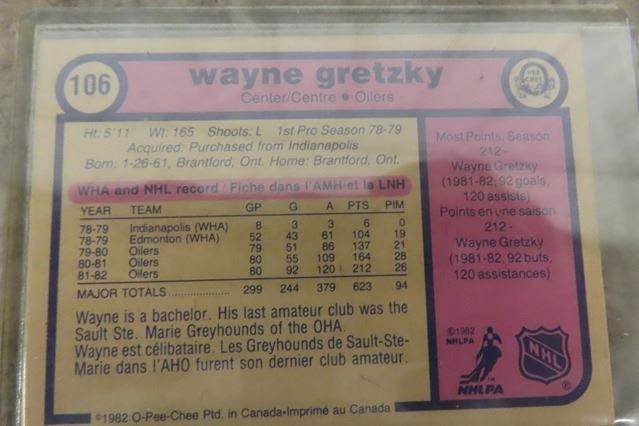 106
wayne gretzky
Center/Centre • Oilers
Ht: 5'11" Wt: 165 Shoots: L 1st Pro Season 78-79
Acquired: Purchased from Indianapolis
Born: 1-26-61, Brantford, Ont. Home: Brantford, Ont.
WHA and NHL record / Fiche dans l'AMH et la LNH
YEAR TEAM GP G A PTS PIM
78-79 Indianapolis (WHA) 8 3 3 6 0
78-79 Edmonton (WHA) 52 43 61 104 19
79-80 Oilers 79 51 86 137 21
80-81 Oilers 80 55 109 164 28
81-82 Oilers 80 92 120 212 26
MAJOR TOTALS................ 299 244 379 623 94
Wayne is a bachelor. His last amateur club was the
Sault Ste. Marie Greyhounds of the OHA.
Wayne est célibataire. Les Greyhounds de Sault-Ste-
Marie dans l'AHO furent son dernier club amateur.
©1982 O-Pee-Chee Ptd. in Canada•Imprimé au Canada
Most Points, Season
212-
Wayne Gretzky
(1981-82, 92 goals,
120 assists)
Points en une saison
212 -
Wayne Gretzky
(1981-82, 92 buts,
120 assistances)
©1982
NHLPA
NHLPA
NHL
®